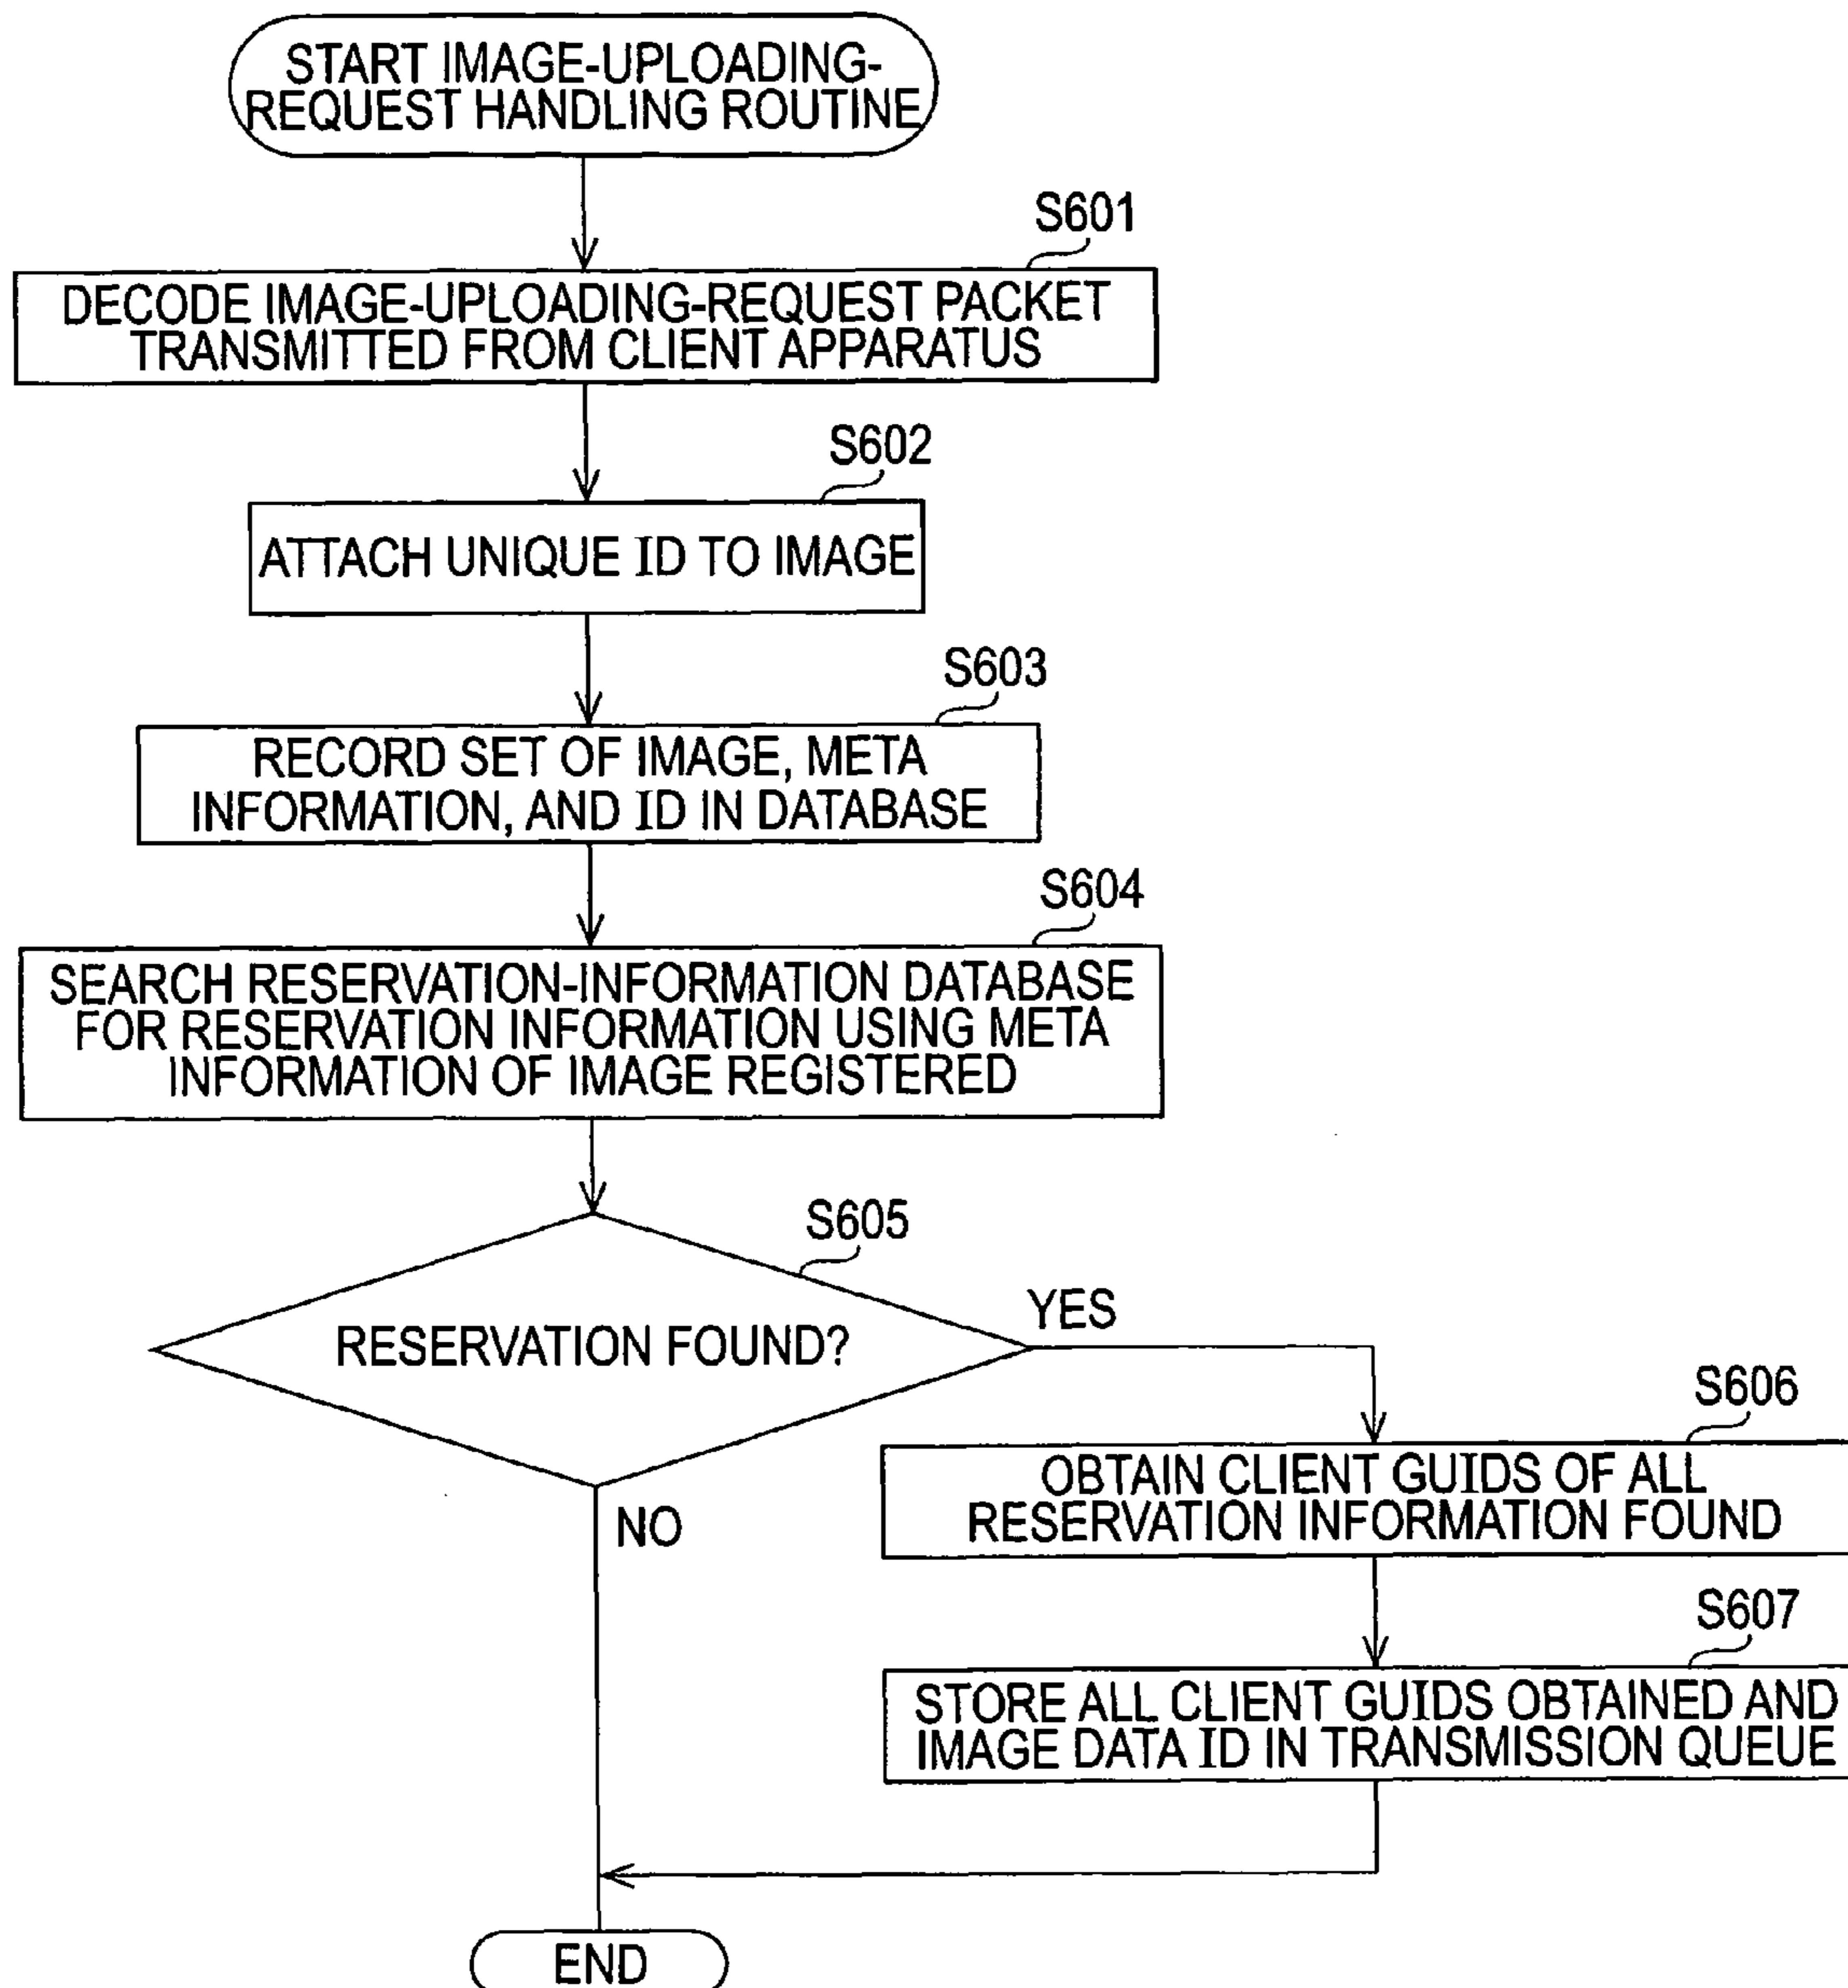 START IMAGE-UPLOADING-
REQUEST HANDLING ROUTINE
S601
DECODE IMAGE-UPLOADING-REQUEST PACKET
TRANSMITTED FROM CLIENT APPARATUS
S602
ATTACH UNIQUE ID TO IMAGE
S603
RECORD SET OF IMAGE, META
INFORMATION, AND ID IN DATABASE
S604
SEARCH RESERVATION-INFORMATION DATABASE
FOR RESERVATION INFORMATION USING META
INFORMATION OF IMAGE REGISTERED
S605
RESERVATION FOUND?
YES
S606
OBTAIN CLIENT GUIDS OF ALL
RESERVATION INFORMATION FOUND
NO
S607
STORE ALL CLIENT GUIDS OBTAINED AND
IMAGE DATA ID IN TRANSMISSION QUEUE
END